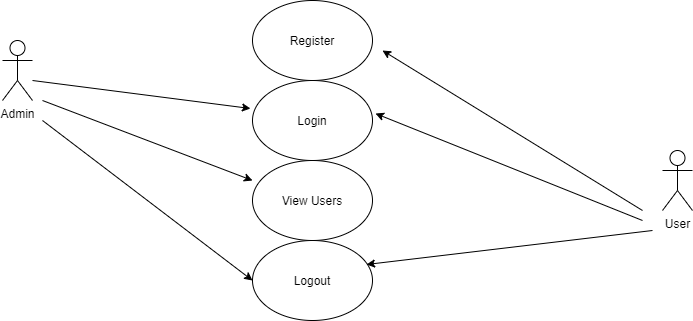 Register
Admin
Login
View Users
User
Logout